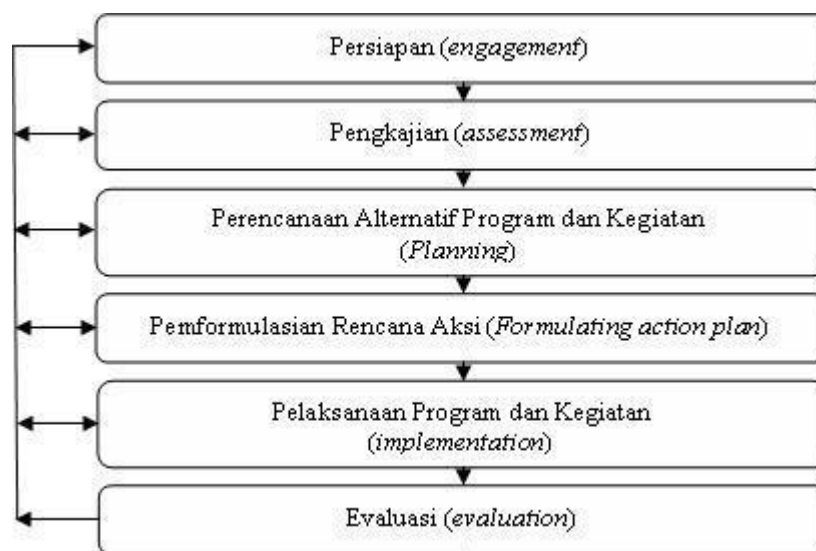 Persiapan (engagement)
Pengkajian (assessment)
Perencanaan Alternatif Program dan Kegiatan
(Planning)
Pemformulasian Rencana Aksi (Formulating action plan)
Pelaksanaan Program dan Kegiatan
(implementation)
Evaluasi (evaluation)